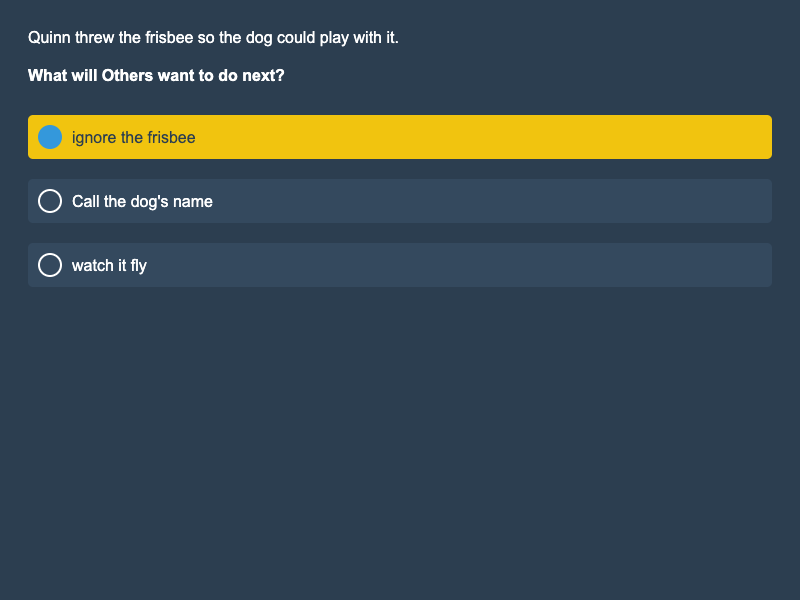 Quinn threw the frisbee so the dog could play with it.
What will Others want to do next?
ignore the frisbee
Call the dog's name
watch it fly